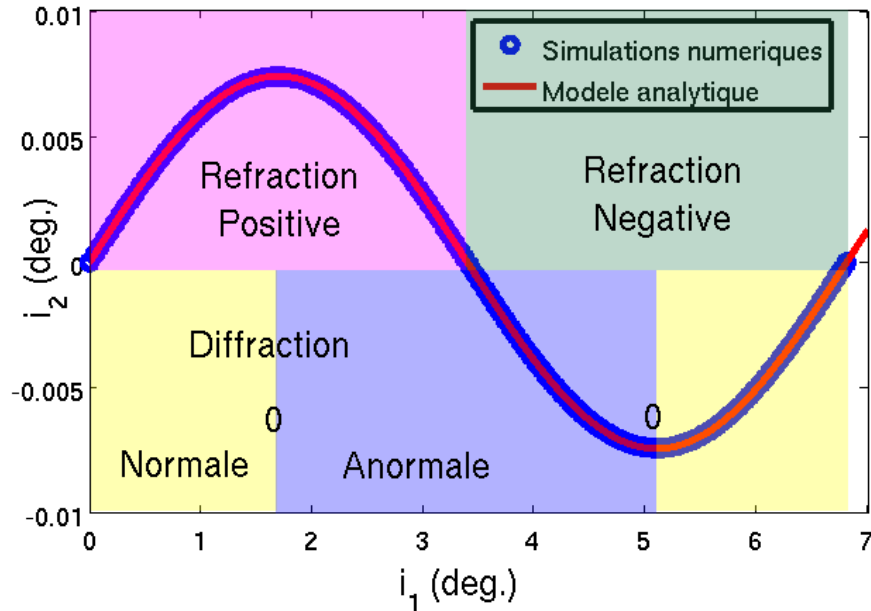 0.01
0.005
0
-0.005
-0.01
i2 (deg.)
Simulations numeriques
Modele analytique
Refraction
Positive
Refraction
Negative
Diffraction
0
0
Normale
Anormale
0 1 2 3 4 5 6 7
i1 (deg.)